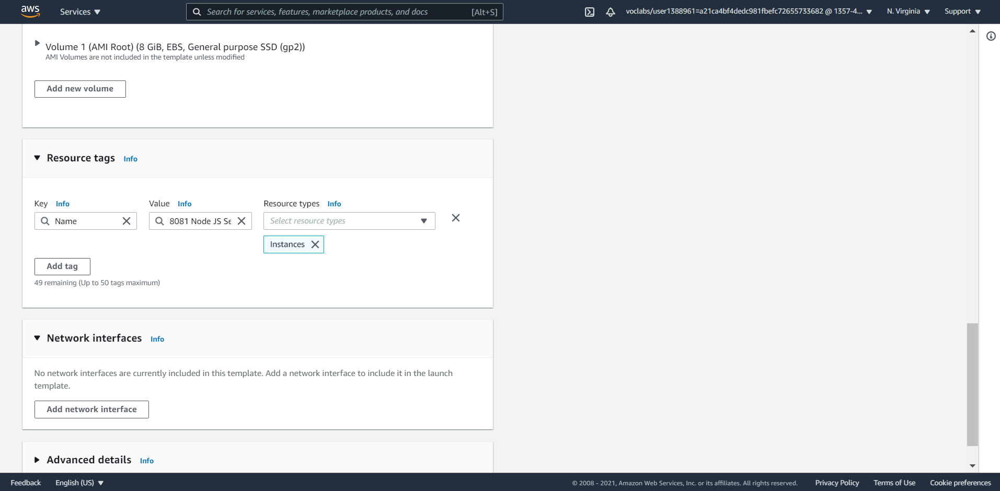 aws
Services
Search for services, features, marketplace products, and docs [Alt+S]
voclabs/user1388961=a21ca4bf4dedc981fbefc72655733682 @ 1357-4...
N. Virginia
Support
Volume 1 (AMI Root) (8 GiB, EBS, General purpose SSD (gp2))
AMI Volumes are not included in the template unless modified
Add new volume
Resource tags Info
Key Info
Value Info
Resource types Info
Name
8081 Node JS Se
Select resource types
Instances
Add tag
49 remaining (Up to 50 tags maximum)
Network interfaces Info
No network interfaces are currently included in this template. Add a network interface to include it in the launch
template.
Add network interface
Advanced details Info
Feedback
English (US)
© 2008 - 2021, Amazon Web Services, Inc. or its affiliates. All rights reserved.
Privacy Policy
Terms of Use
Cookie preferences